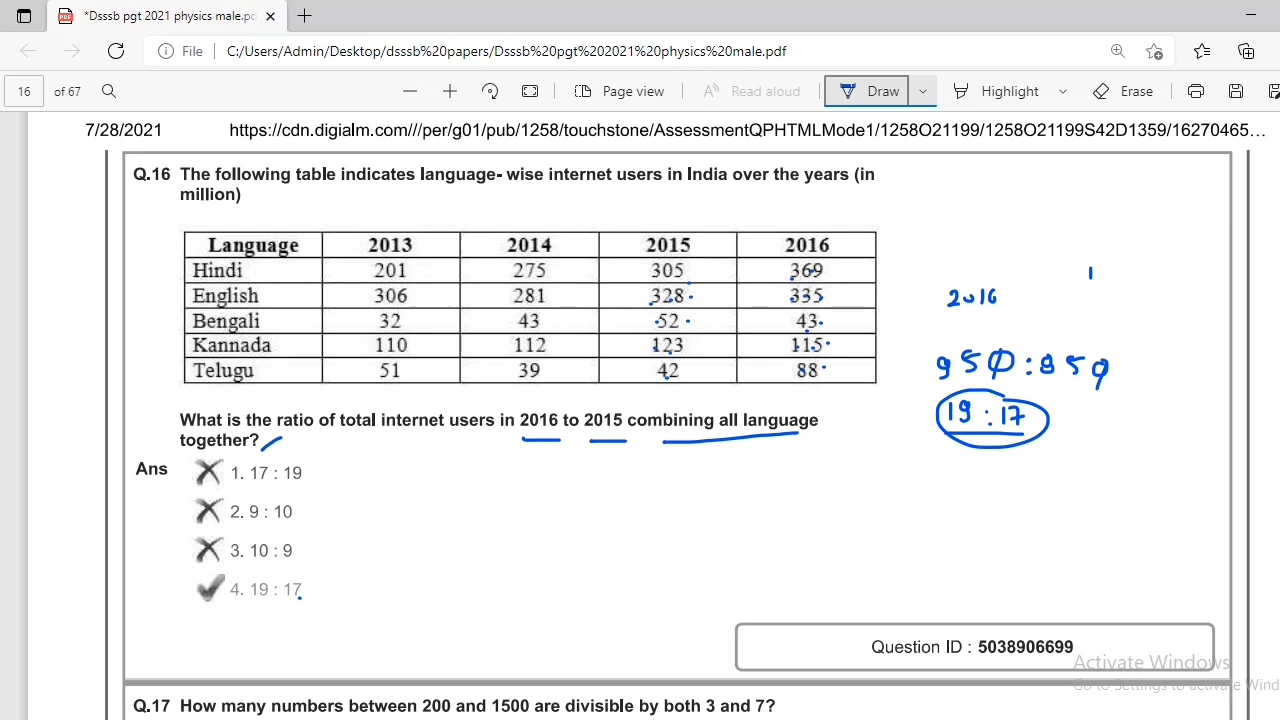 *Dsssb pgt 2021 physics male.pd
File C:/Users/Admin/Desktop/dsssb%20papers/Dsssb%20pgt%202021%20physics%20male.pdf
16 of 67 Page view Read aloud Draw Highlight Erase
7/28/2021 https://cdn.digialm.com///per/g01/pub/1258/touchstone/AssessmentQPHTMLMode1/1258O21199/1258O21199S42D1359/16270465…
Q.16 The following table indicates language- wise internet users in India over the years (in
million)
Language 2013 2014 2015 2016
Hindi 201 275 305 369
English 306 281 328 335
Bengali 32 43 52 43
Kannada 110 112 123 115
Telugu 51 39 42 88
2016
1
950:850
19:17
What is the ratio of total internet users in 2016 to 2015 combining all language
together?
Ans 1. 17 : 19
2. 9 : 10
3. 10 : 9
4. 19 : 17
Question ID : 5038906699
Activate Windows
Go to Settings to activate Wind
Q.17 How many numbers between 200 and 1500 are divisible by both 3 and 7?